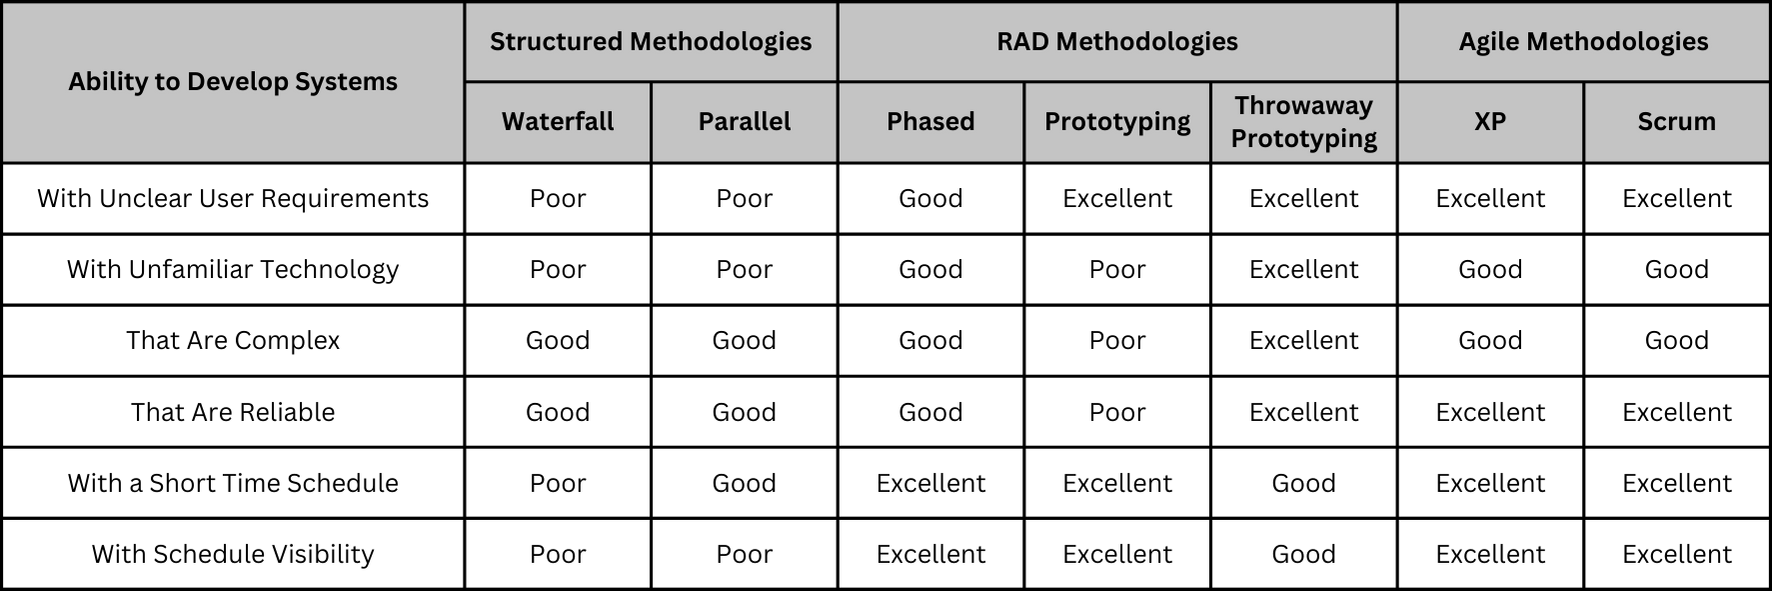 Ability to Develop Systems
Structured Methodologies
RAD Methodologies
Agile Methodologies
Waterfall
Parallel
Phased
Prototyping
Throwaway
Prototyping
XP
Scrum
With Unclear User Requirements
Poor
Poor
Good
Excellent
Excellent
Excellent
Excellent
With Unfamiliar Technology
Poor
Poor
Good
Poor
Excellent
Good
Good
That Are Complex
Good
Good
Good
Poor
Excellent
Good
Good
That Are Reliable
Good
Good
Good
Poor
Excellent
Excellent
Excellent
With a Short Time Schedule
Poor
Good
Excellent
Excellent
Good
Excellent
Excellent
With Schedule Visibility
Poor
Poor
Excellent
Excellent
Good
Excellent
Excellent